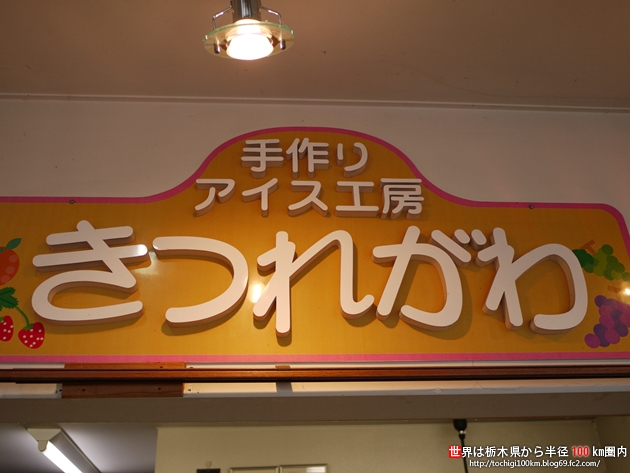 手作り
アイス工房
きつれがわ
世界は栃木県から半径100km圏内
http://tochigi100km.blog69.fc2.com/